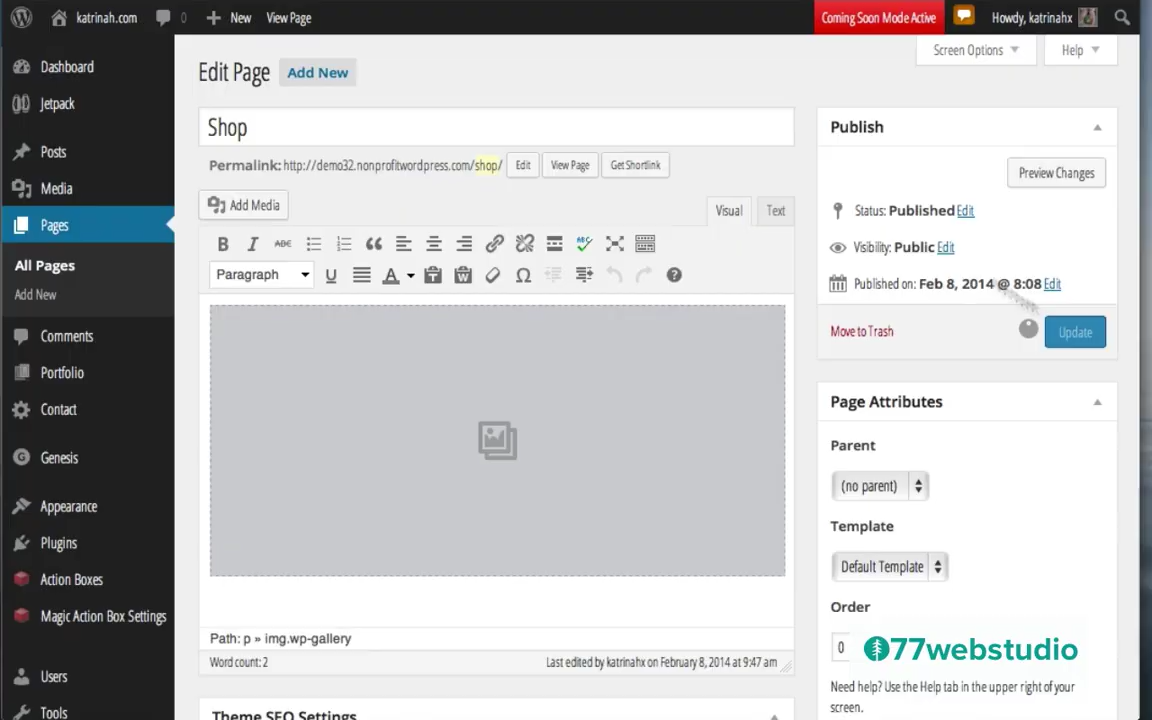 katrinah.com 0 New View Page Coming Soon Mode Active Howdy, katrinahx
Screen Options Help
Dashboard
Jetpack
Posts
Media
Pages
All Pages
Add New
Comments
Portfolio
Contact
Genesis
Appearance
Plugins
Action Boxes
Magic Action Box Settings
Users
Tools
Edit Page Add New
Shop
Permalink: http://demo32.nonprofitwordpress.com/shop/ Edit View Page Get Shortlink
Add Media Visual Text
B I ABC ABC
Paragraph U A T W Ω ?
Path: p » img.wp-gallery
Word count: 2 Last edited by katrinahx on February 8, 2014 at 9:47 am
Theme SEO Settings
Publish
Preview Changes
Status: Published Edit
Visibility: Public Edit
Published on: Feb 8, 2014 @ 8:08 Edit
Move to Trash Update
Page Attributes
Parent
(no parent)
Template
Default Template
Order
0
77webstudio
Need help? Use the Help tab in the upper right of your
screen.